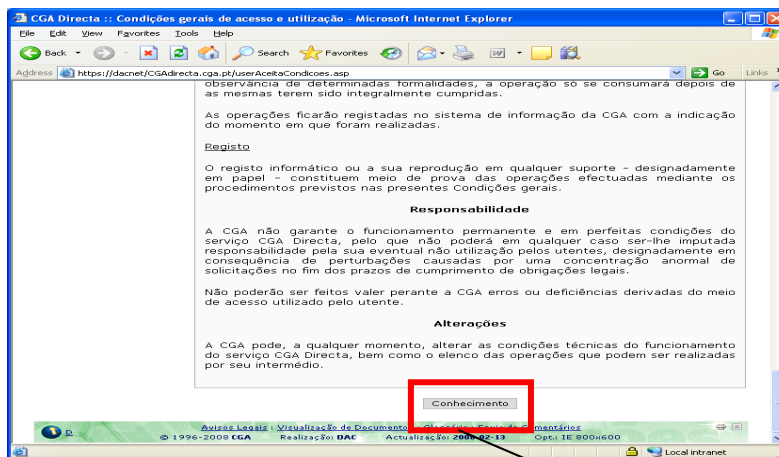 CGA Directa :: Condições gerais de acesso e utilização - Microsoft Internet Explorer
File Edit View Favorites Tools Help
Back Search Favorites
Address https://dacnet/CGAdirecta.cga.pt/userAceitaCondicoes.asp Go Links
observância de determinadas formalidades, a operação só se consumará depois de
as mesmas terem sido integralmente cumpridas.
As operações ficarão registadas no sistema de informação da CGA com a indicação
do momento em que foram realizadas.
Registo
O registo informático ou a sua reprodução em qualquer suporte – designadamente
em papel – constituem meio de prova das operações efectuadas mediante os
procedimentos previstos nas presentes Condições gerais.
Responsabilidade
A CGA não garante o funcionamento permanente e em perfeitas condições do
serviço CGA Directa, pelo que não poderá em qualquer caso ser-lhe imputada
responsabilidade pela sua eventual não utilização pelos utentes, designadamente em
consequência de perturbações causadas por uma concentração anormal de
solicitações no fim dos prazos de cumprimento de obrigações legais.
Não poderão ser feitos valer perante a CGA erros ou deficiências derivadas do meio
de acesso utilizado pelo utente.
Alterações
A CGA pode, a qualquer momento, alterar as condições técnicas do funcionamento
do serviço CGA Directa, bem como o elenco das operações que podem ser realizadas
por seu intermédio.
Conhecimento
Avisos Legais | Visualização de Documento
© 1996-2008 CGA Realização: DAC Actualização: 2008-02-13 Opt.: IE 800x600
Local intranet